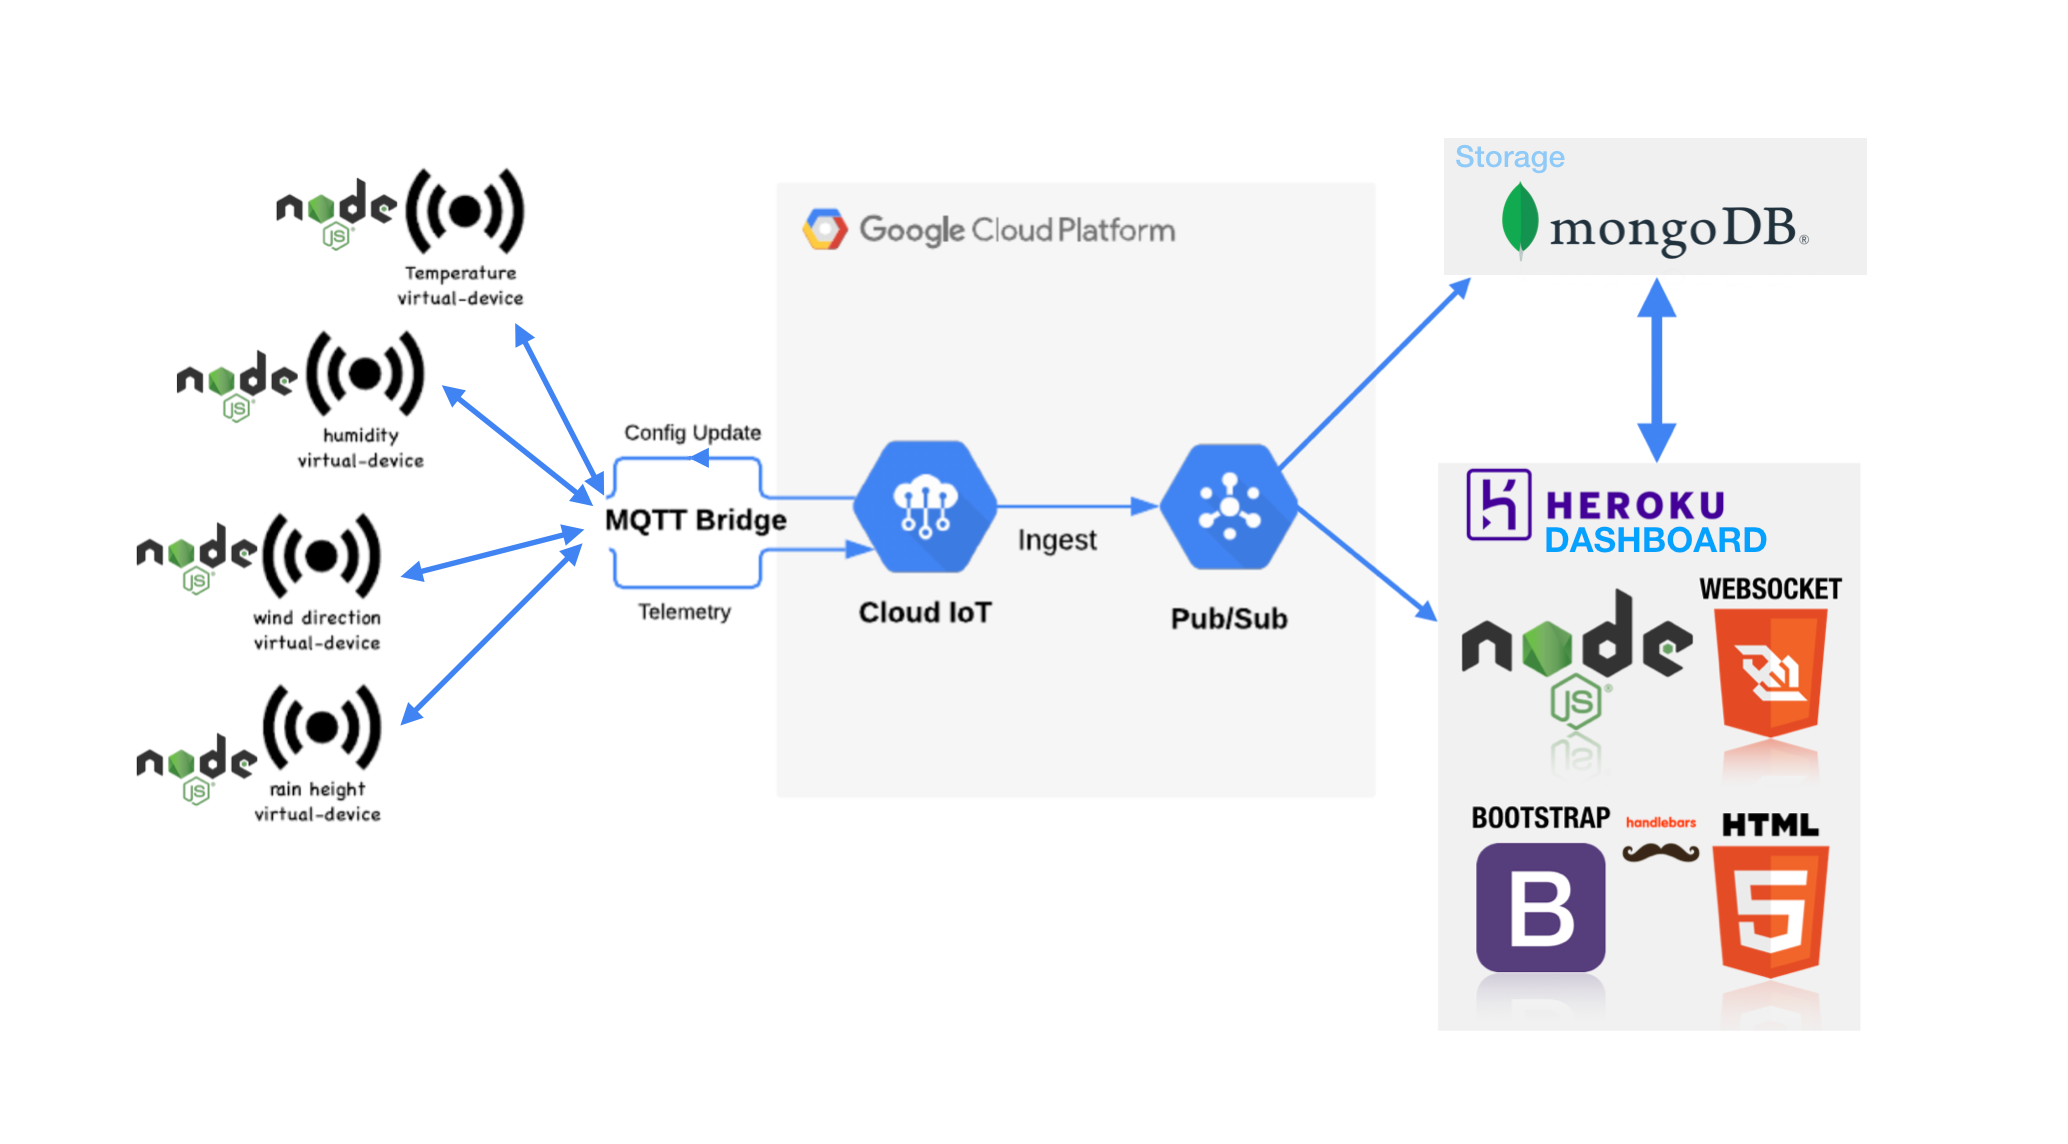 node
JS
Temperature
virtual-device
node
JS
humidity
virtual-device
node
JS
wind direction
virtual-device
node
JS
rain height
virtual-device
Config Update
MQTT Bridge
Telemetry
Google Cloud Platform
Cloud IoT
Ingest
Pub/Sub
Storage
mongoDB®
HEROKU
DASHBOARD
node
JS®
WEBSOCKET
BOOTSTRAP
B
handlebars
HTML
5